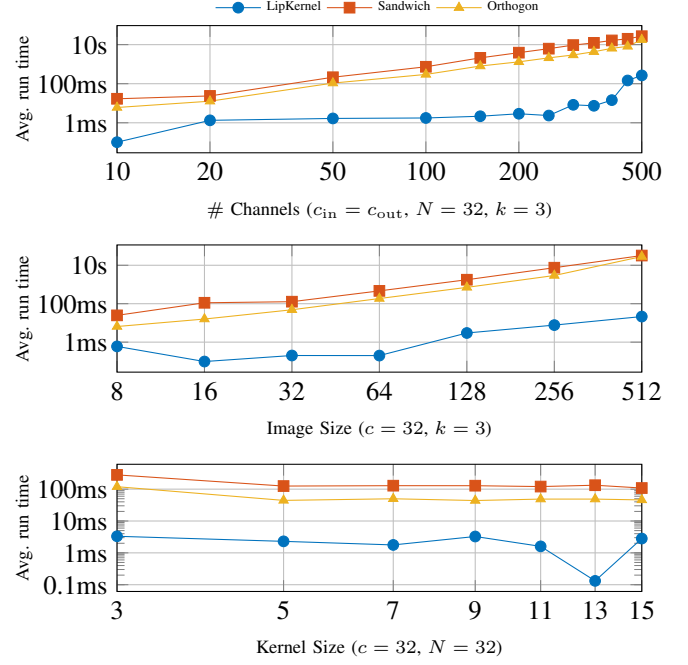 LipKernel Sandwich Orthogon
10s
100ms
1ms
Avg. run time
10 20 50 100 200 500
# Channels (c_in = c_out, N = 32, k = 3)
10s
100ms
1ms
Avg. run time
8 16 32 64 128 256 512
Image Size (c = 32, k = 3)
100ms
10ms
1ms
0.1ms
Avg. run time
3 5 7 9 11 13 15
Kernel Size (c = 32, N = 32)